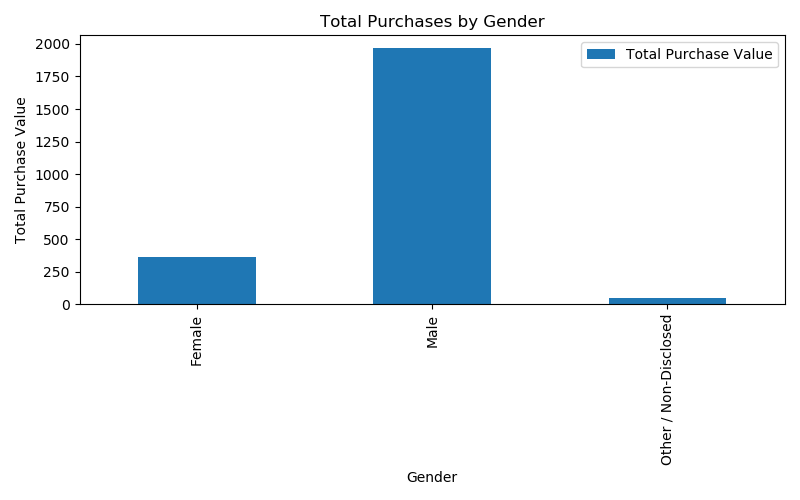 Total Purchases by Gender
Total Purchase Value
2000
1750
1500
1250
1000
750
500
250
0
Total Purchase Value
Female
Male
Other / Non-Disclosed
Gender